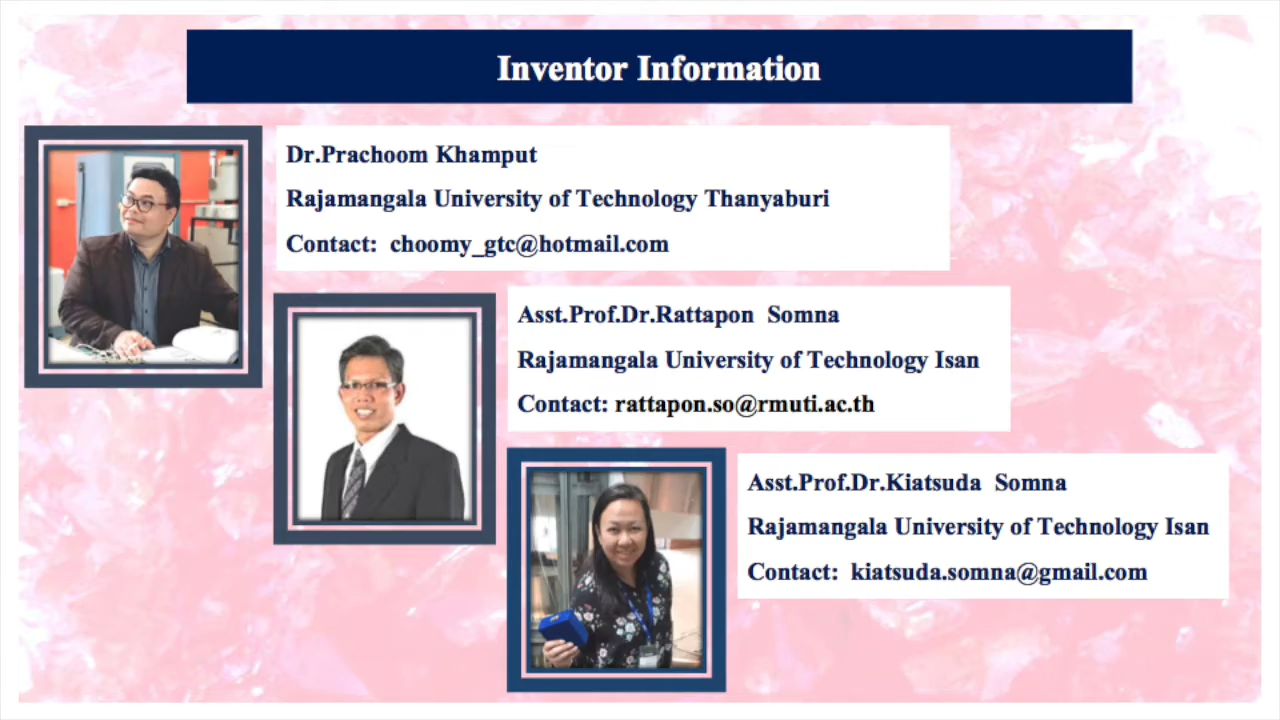 Inventor Information
Dr.Prachoom Khamput
Rajamangala University of Technology Thanyaburi
Contact: choomy_gtc@hotmail.com
Asst.Prof.Dr.Rattapon Somna
Rajamangala University of Technology Isan
Contact: rattapon.so@rmuti.ac.th
Asst.Prof.Dr.Kiatsuda Somna
Rajamangala University of Technology Isan
Contact: kiatsuda.somna@gmail.com